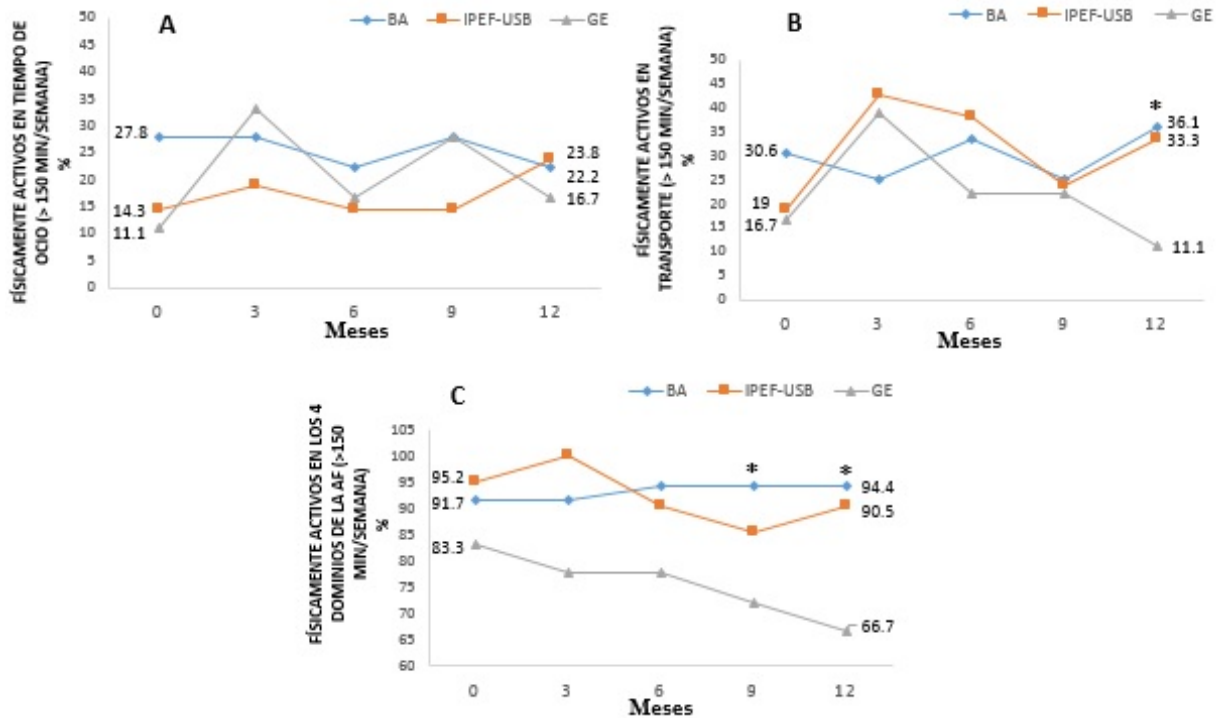 A
BA IPEF-USB GE
FÍSICAMENTE ACTIVOS EN TIEMPO DE
OCIO (> 150 MIN/SEMANA)
%
50
45
40
35
30
25
20
15
10
5
0
27.8
14.3
11.1
23.8
22.2
16.7
0 3 6 9 12
Meses
B
BA IPEF-USB GE
FÍSICAMENTE ACTIVOS EN
TRANSPORTE (> 150 MIN/SEMANA)
%
50
45
40
35
30
25
20
15
10
5
0
30.6
19
16.7
*
36.1
33.3
11.1
0 3 6 9 12
Meses
C
BA IPEF-USB GE
FÍSICAMENTE ACTIVOS EN LOS 4
DOMINIOS DE LA AF (>150
MIN/SEMANA)
%
105
100
95
90
85
80
75
70
65
60
95.2
91.7
83.3
* *
94.4
90.5
66.7
0 3 6 9 12
Meses